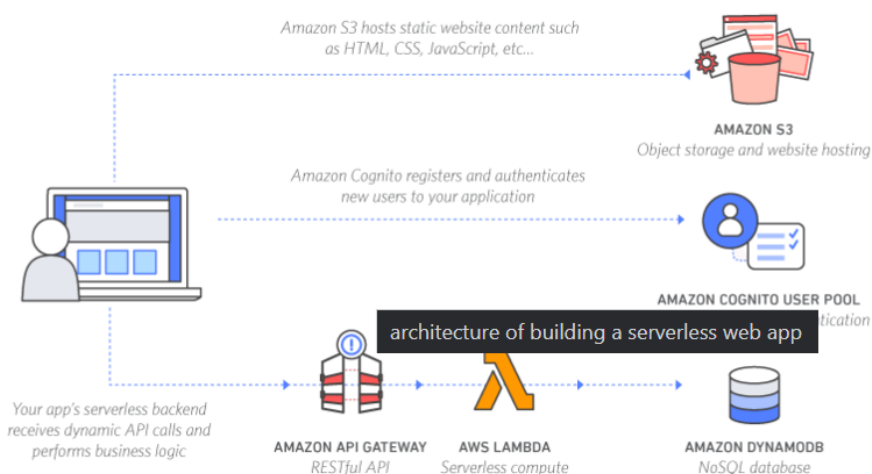 Amazon S3 hosts static website content such
as HTML, CSS, JavaScript, etc...
AMAZON S3
Object storage and website hosting
Amazon Cognito registers and authenticates
new users to your application
AMAZON COGNITO USER POOL
architecture of building a serverless web app
Your app's serverless backend
receives dynamic API calls and
performs business logic
AMAZON API GATEWAY
RESTful API
AWS LAMBDA
Serverless compute
AMAZON DYNAMODB
NoSQL database